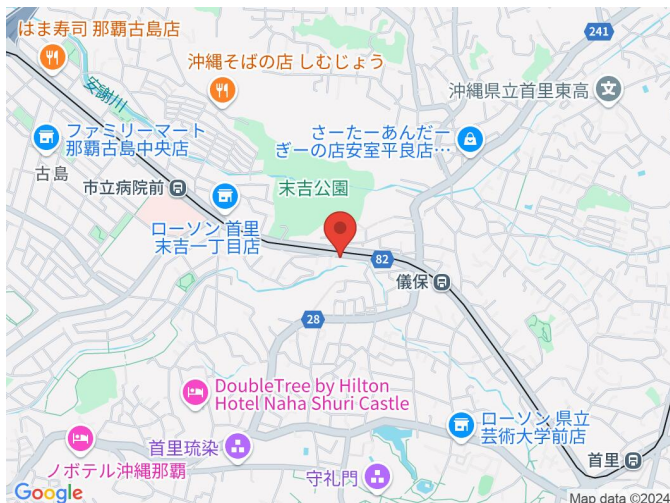 はま寿司 那覇古島店
安謝川
沖縄そばの店 しむじょう
241
沖縄県立首里東高
ファミリーマート
那覇古島中央店
さーたーあんだー
ぎーの店安室平良店…
古島
市立病院前
末吉公園
ローソン 首里
末吉一丁目店
82
儀保
28
DoubleTree by Hilton
Hotel Naha Shuri Castle
ローソン 県立
芸術大学前店
首里琉染
ノボテル沖縄那覇
守礼門
首里
Google
Map data ©2024